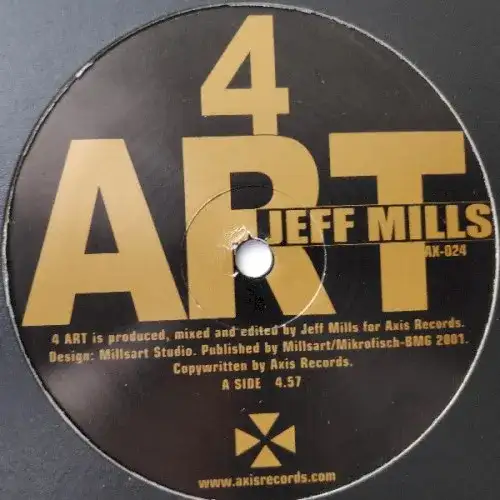 4
ART
JEFF MILLS
AX-024
4 ART is produced, mixed and edited by Jeff Mills for Axis Records.
Design: Millsart Studio. Published by Millsart/Mikrofisch-BMG 2001.
Copywritten by Axis Records.
A SIDE 4.57
www.axisrecords.com